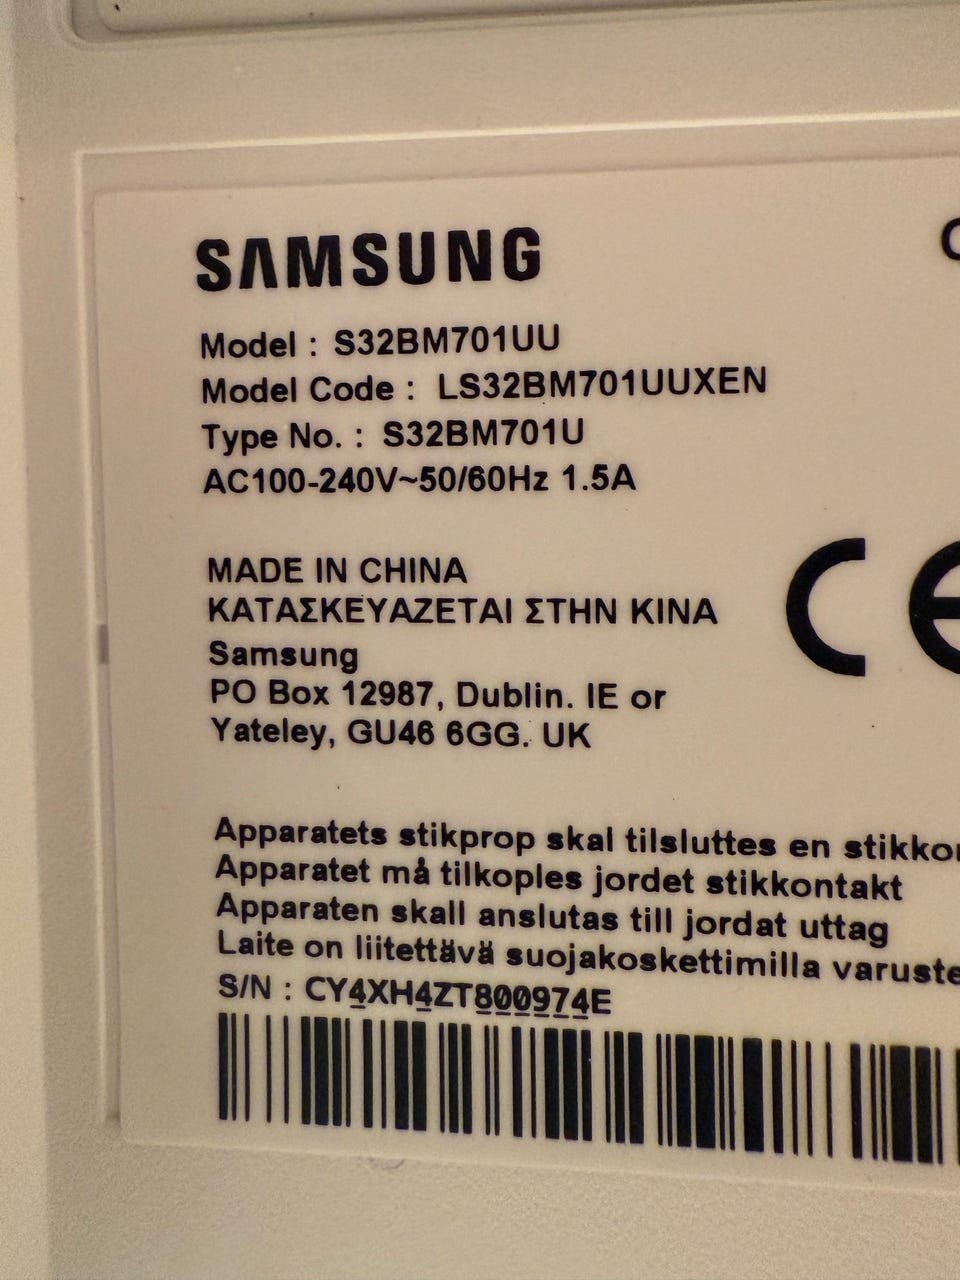 SAMSUNG
Model : S32BM701UU
Model Code : LS32BM701UUXEN
Type No. : S32BM701U
AC100-240V~50/60Hz 1.5A
MADE IN CHINA
ΚΑΤΑΣΚΕΥΑΖΕΤΑΙ ΣΤΗΝ ΚΙΝΑ
Samsung
PO Box 12987, Dublin. IE or
Yateley, GU46 6GG. UK
CE
Apparatets stikprop skal tilsluttes en
Apparatet må tilkoples jordet stikkontakt
Apparaten skall anslutas till jordat uttag
Laite on liitettävä suojakoskettimilla
S/N : CY4XH4ZT800974E